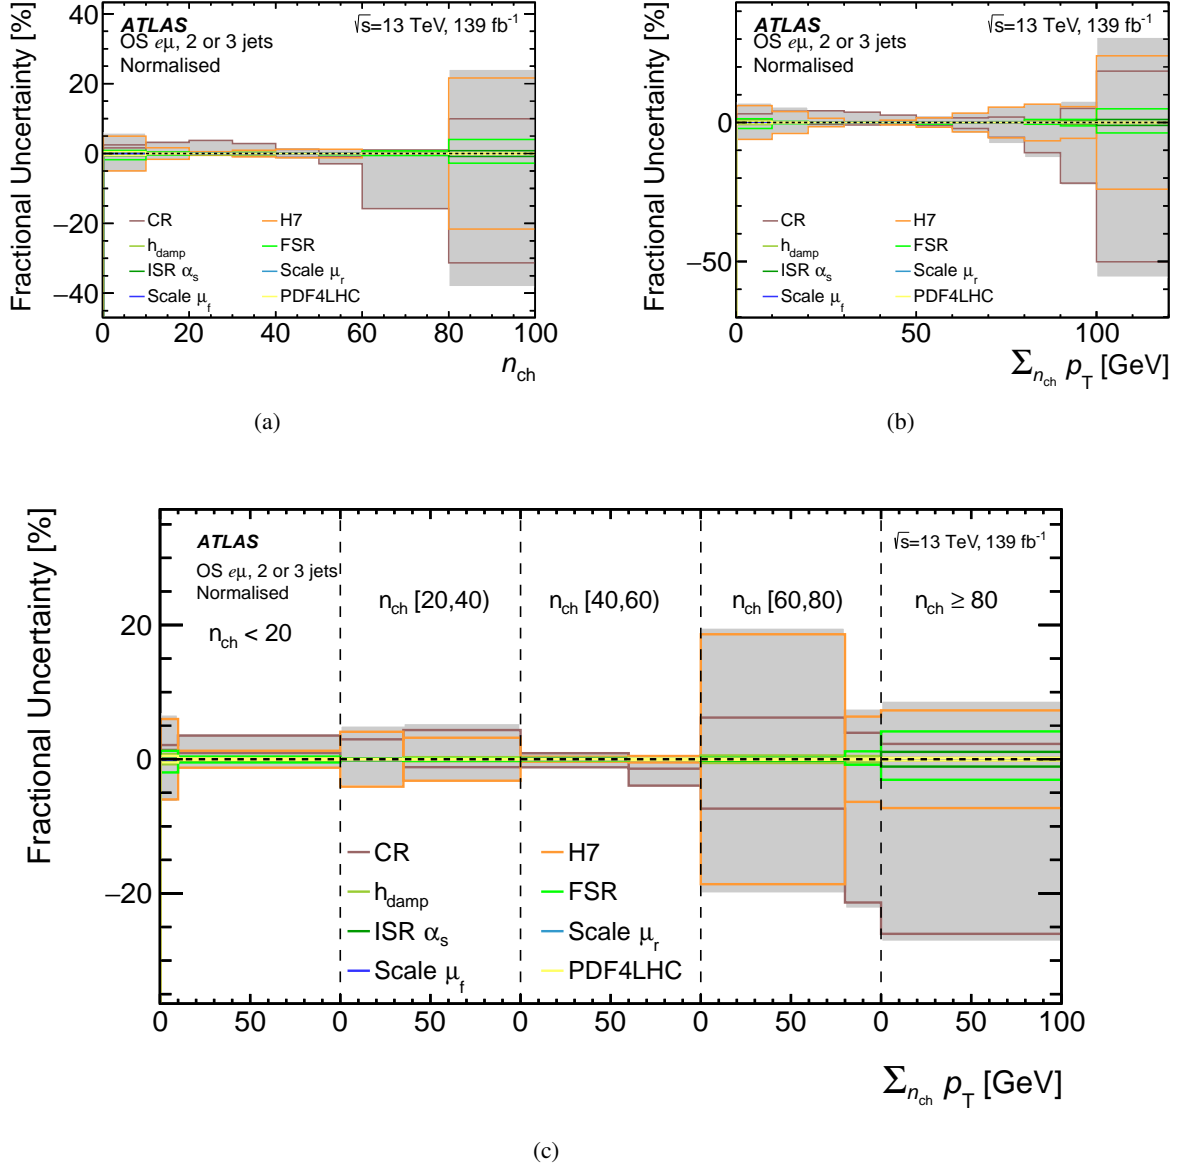 Fractional Uncertainty [%]
ATLAS
√s=13 TeV, 139 fb⁻¹
OS eμ, 2 or 3 jets
Normalised
40
20
0
−20
−40
CR
H7
h_damp
FSR
ISR α_s
Scale μ_r
Scale μ_f
PDF4LHC
0 20 40 60 80 100
n_ch
(a)
Fractional Uncertainty [%]
ATLAS
√s=13 TeV, 139 fb⁻¹
OS eμ, 2 or 3 jets
Normalised
0
−50
CR
H7
h_damp
FSR
ISR α_s
Scale μ_r
Scale μ_f
PDF4LHC
0 50 100
Σ_{n_ch} p_T [GeV]
(b)
Fractional Uncertainty [%]
ATLAS
√s=13 TeV, 139 fb⁻¹
OS eμ, 2 or 3 jets
Normalised
n_ch < 20
n_ch [20,40)
n_ch [40,60)
n_ch [60,80)
n_ch ≥ 80
20
0
−20
CR
H7
h_damp
FSR
ISR α_s
Scale μ_r
Scale μ_f
PDF4LHC
0 50 0 50 0 50 0 50 0 50 100
Σ_{n_ch} p_T [GeV]
(c)